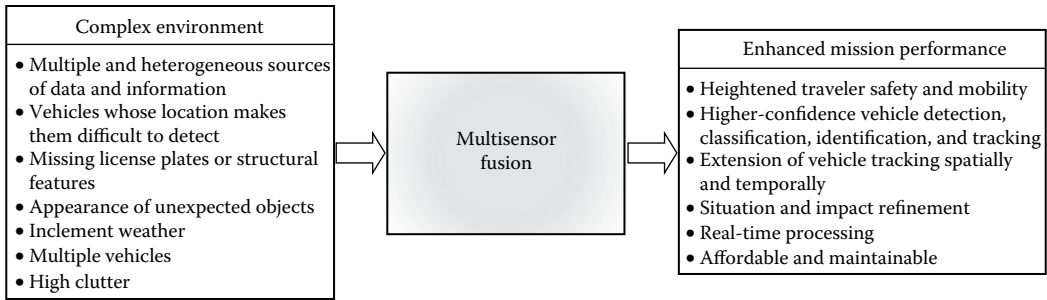 Complex environment
• Multiple and heterogeneous sources
of data and information
• Vehicles whose location makes
them difficult to detect
• Missing license plates or structural
features
• Appearance of unexpected objects
• Inclement weather
• Multiple vehicles
• High clutter
Multisensor
fusion
Enhanced mission performance
• Heightened traveler safety and mobility
• Higher-confidence vehicle detection,
classification, identification, and tracking
• Extension of vehicle tracking spatially
and temporally
• Situation and impact refinement
• Real-time processing
• Affordable and maintainable